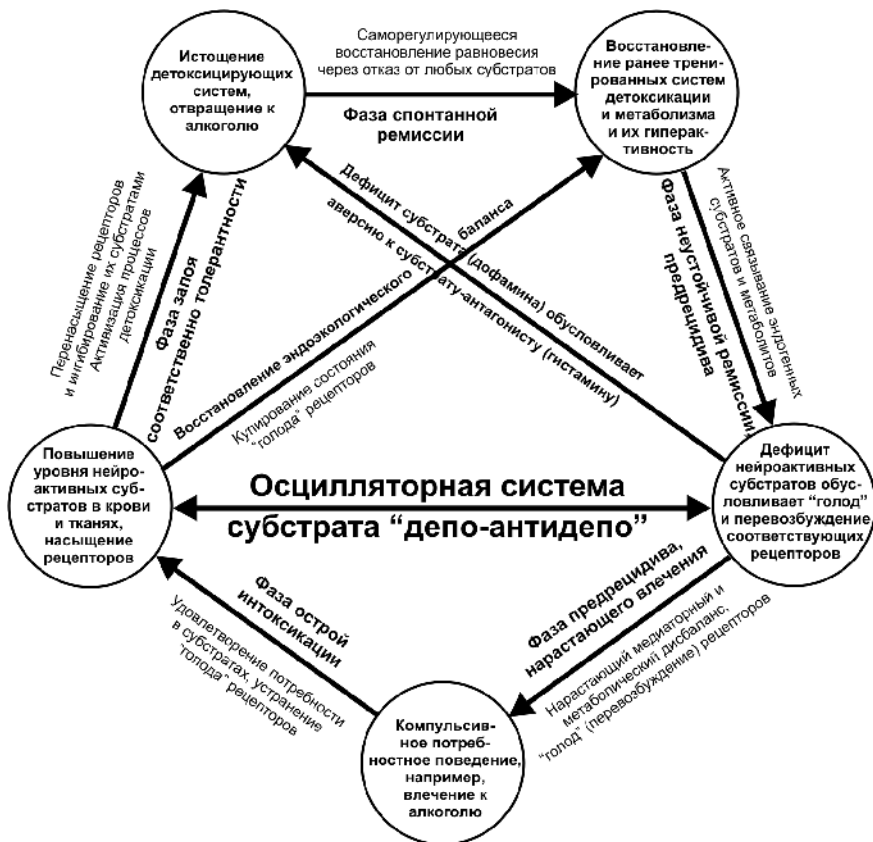 Истощение
детоксицирующих
систем,
отвращение к
алкоголю
Саморегулирующееся
восстановление равновесия
через отказ от любых субстратов
Фаза спонтанной
ремиссии
Восстановле-
ние ранее трени-
рованных систем
детоксикации
и метаболизма
и их гиперак-
тивность
Перенасыщение рецепторов
и ингибирование их субстратами
Активизация процессов
детоксикации
Фаза запоя
соответственно толерантности
Дефицит субстрата (дофамина) обусловливает
аверсию к субстрату-антагонисту (гистамину)
Восстановление эндоэкологического баланса
Купирование состояния
"голода" рецепторов
Активное связывание эндогенных
субстратов и метаболитов
Фаза неустойчивой ремиссии,
предрецидива
Повышение
уровня нейро-
активных суб-
стратов в крови
и тканях,
насыщение
рецепторов
Осцилляторная система
субстрата “депо-антидепо”
Дефицит
нейроактивных
субстратов обус-
ловливает “голод”
и перевозбуждение
соответствующих
рецепторов
Фаза острой
интоксикации
Удовлетворение потребности
в субстратах, устранение
"голода" рецепторов
Фаза предрецидива,
нарастающего влечения
Нарастающий медиаторный и
метаболический дисбаланс,
“голод” (перевозбуждение) рецепторов
Компульсив-
ное потреб-
ностное поведение,
например,
влечение к
алкоголю